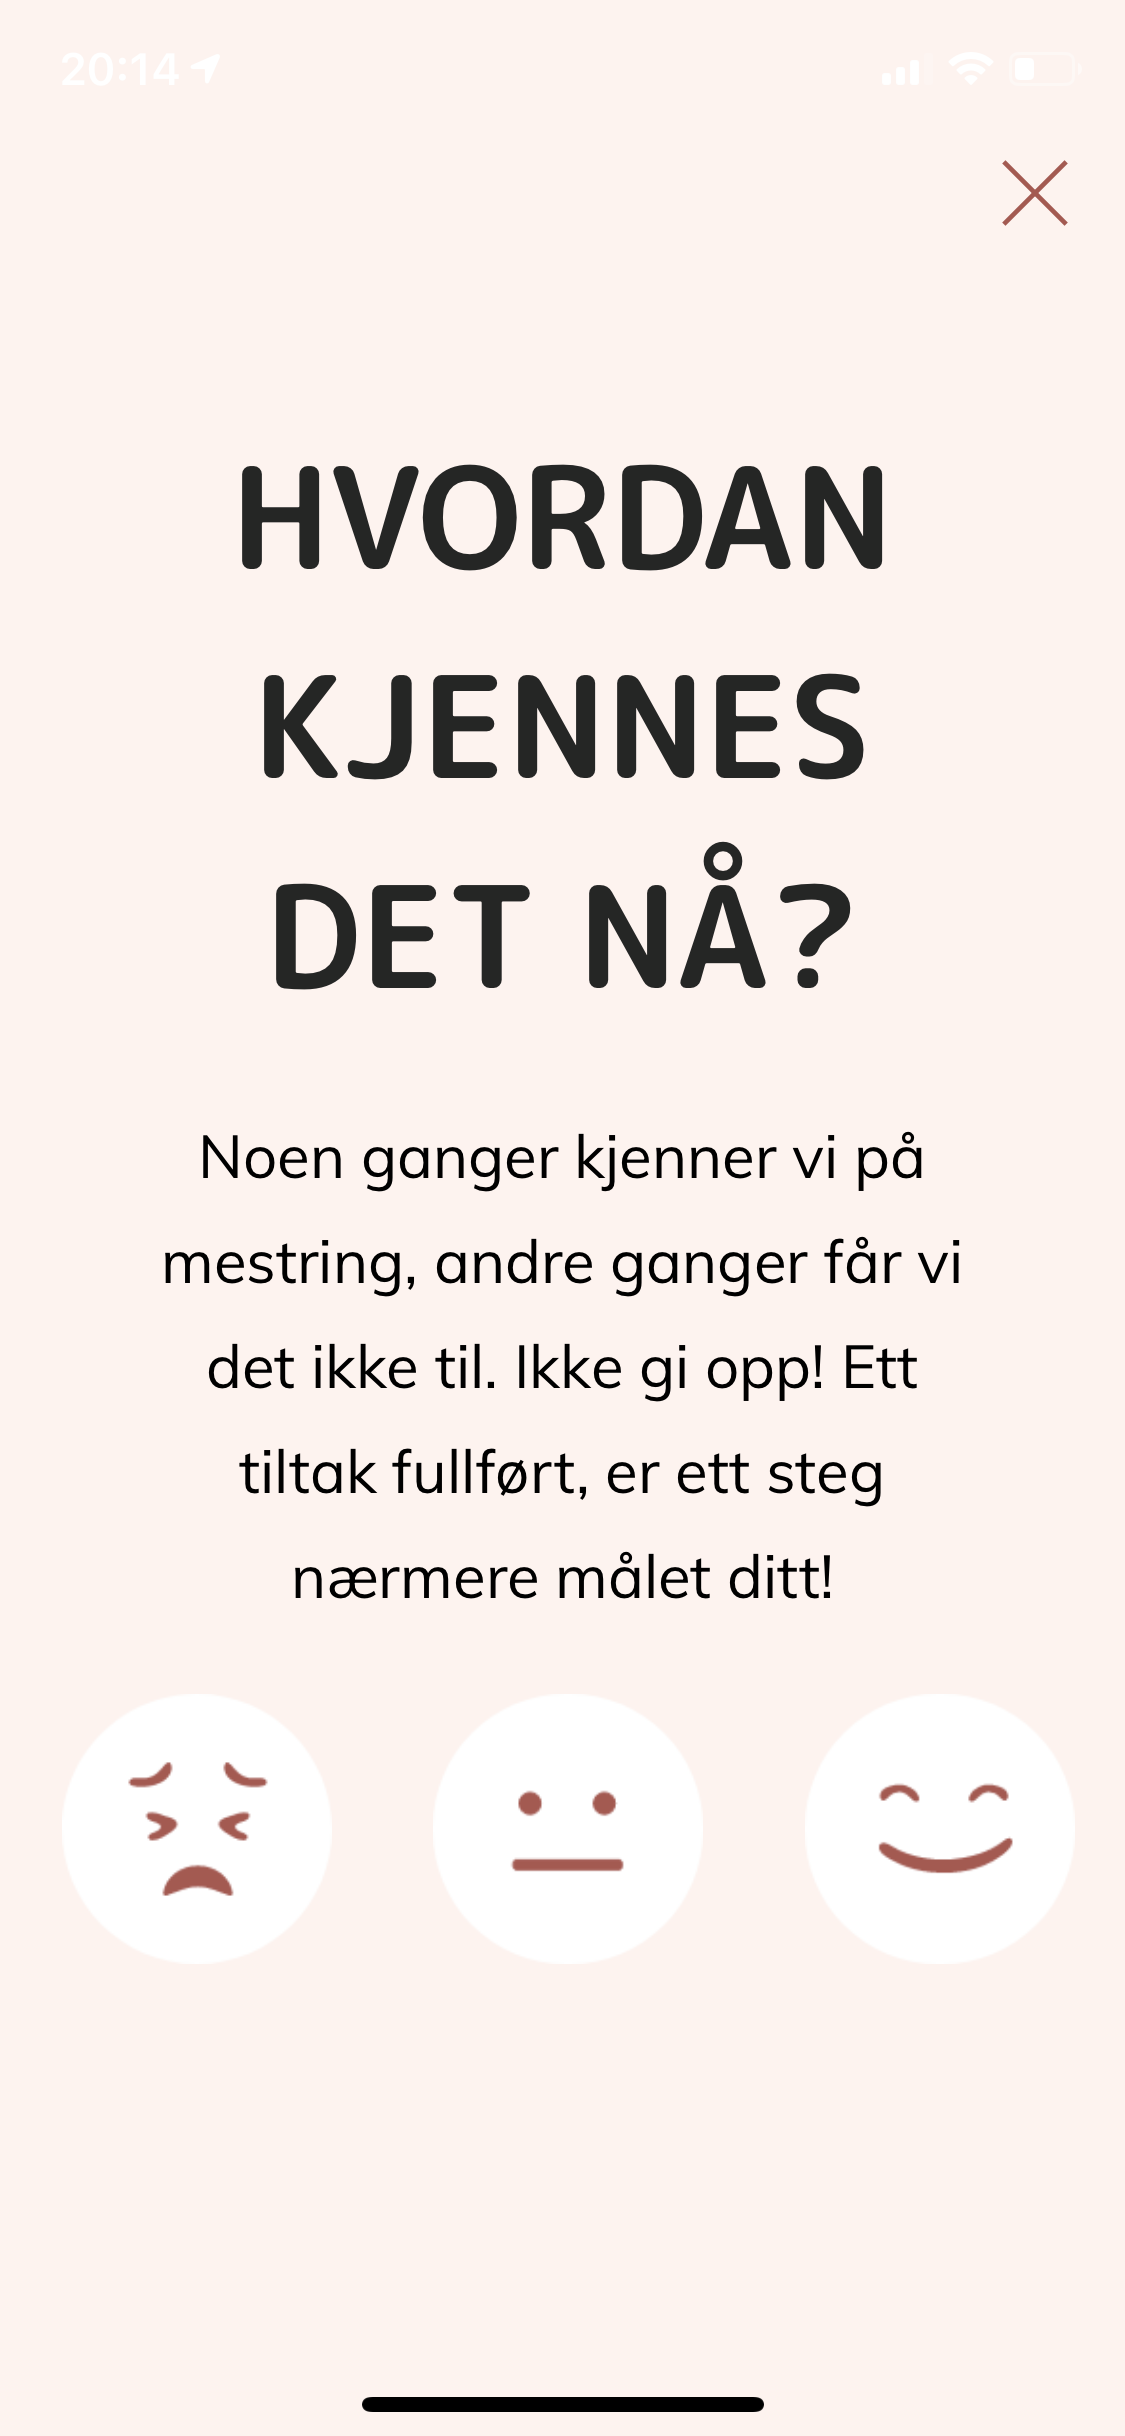 20:14
HVORDAN
KJENNES
DET NÅ?
Noen ganger kjenner vi på
mestring, andre ganger får vi
det ikke til. Ikke gi opp! Ett
tiltak fullført, er ett steg
nærmere målet ditt!